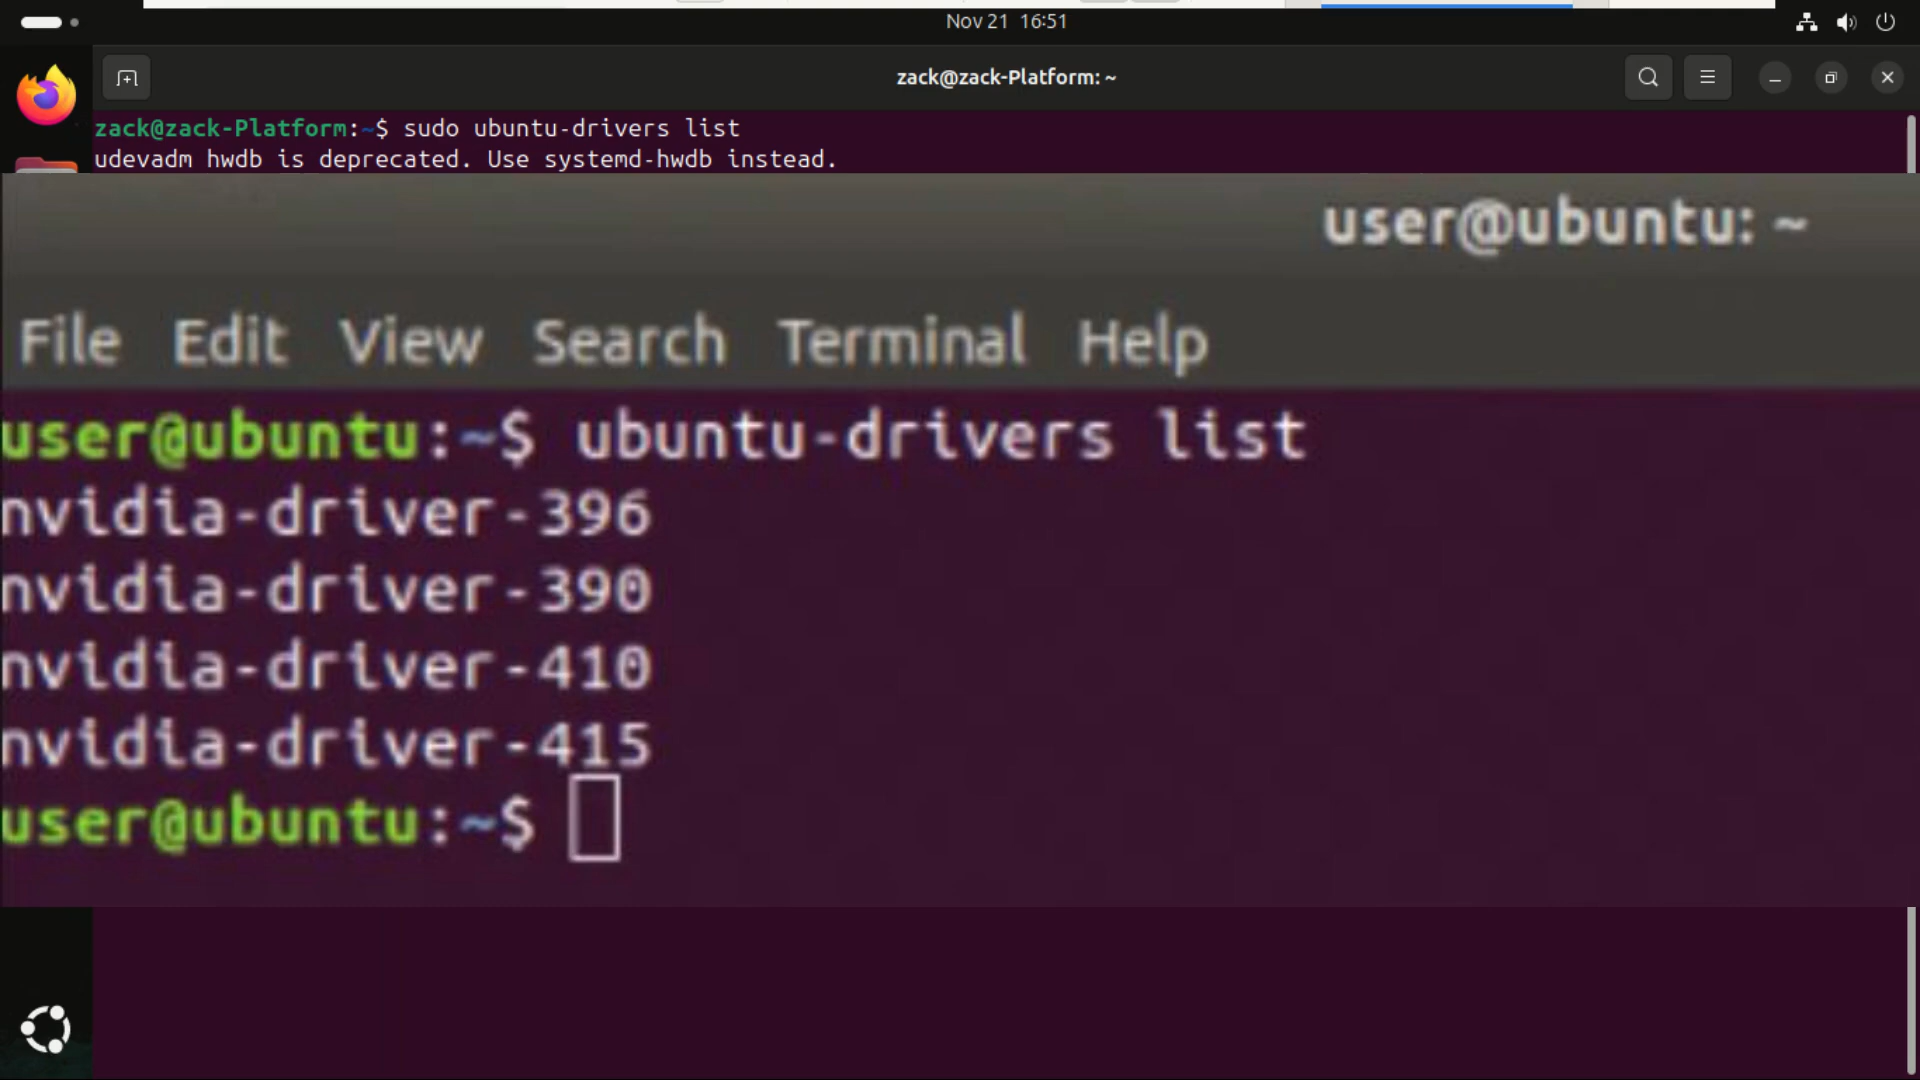 Nov 21 16:51
zack@zack-Platform: ~
zack@zack-Platform:~$ sudo ubuntu-drivers list
udevadm hwdb is deprecated. Use systemd-hwdb instead.
user@ubuntu: ~
File Edit View Search Terminal Help
user@ubuntu:~$ ubuntu-drivers list
nvidia-driver-396
nvidia-driver-390
nvidia-driver-410
nvidia-driver-415
user@ubuntu:~$